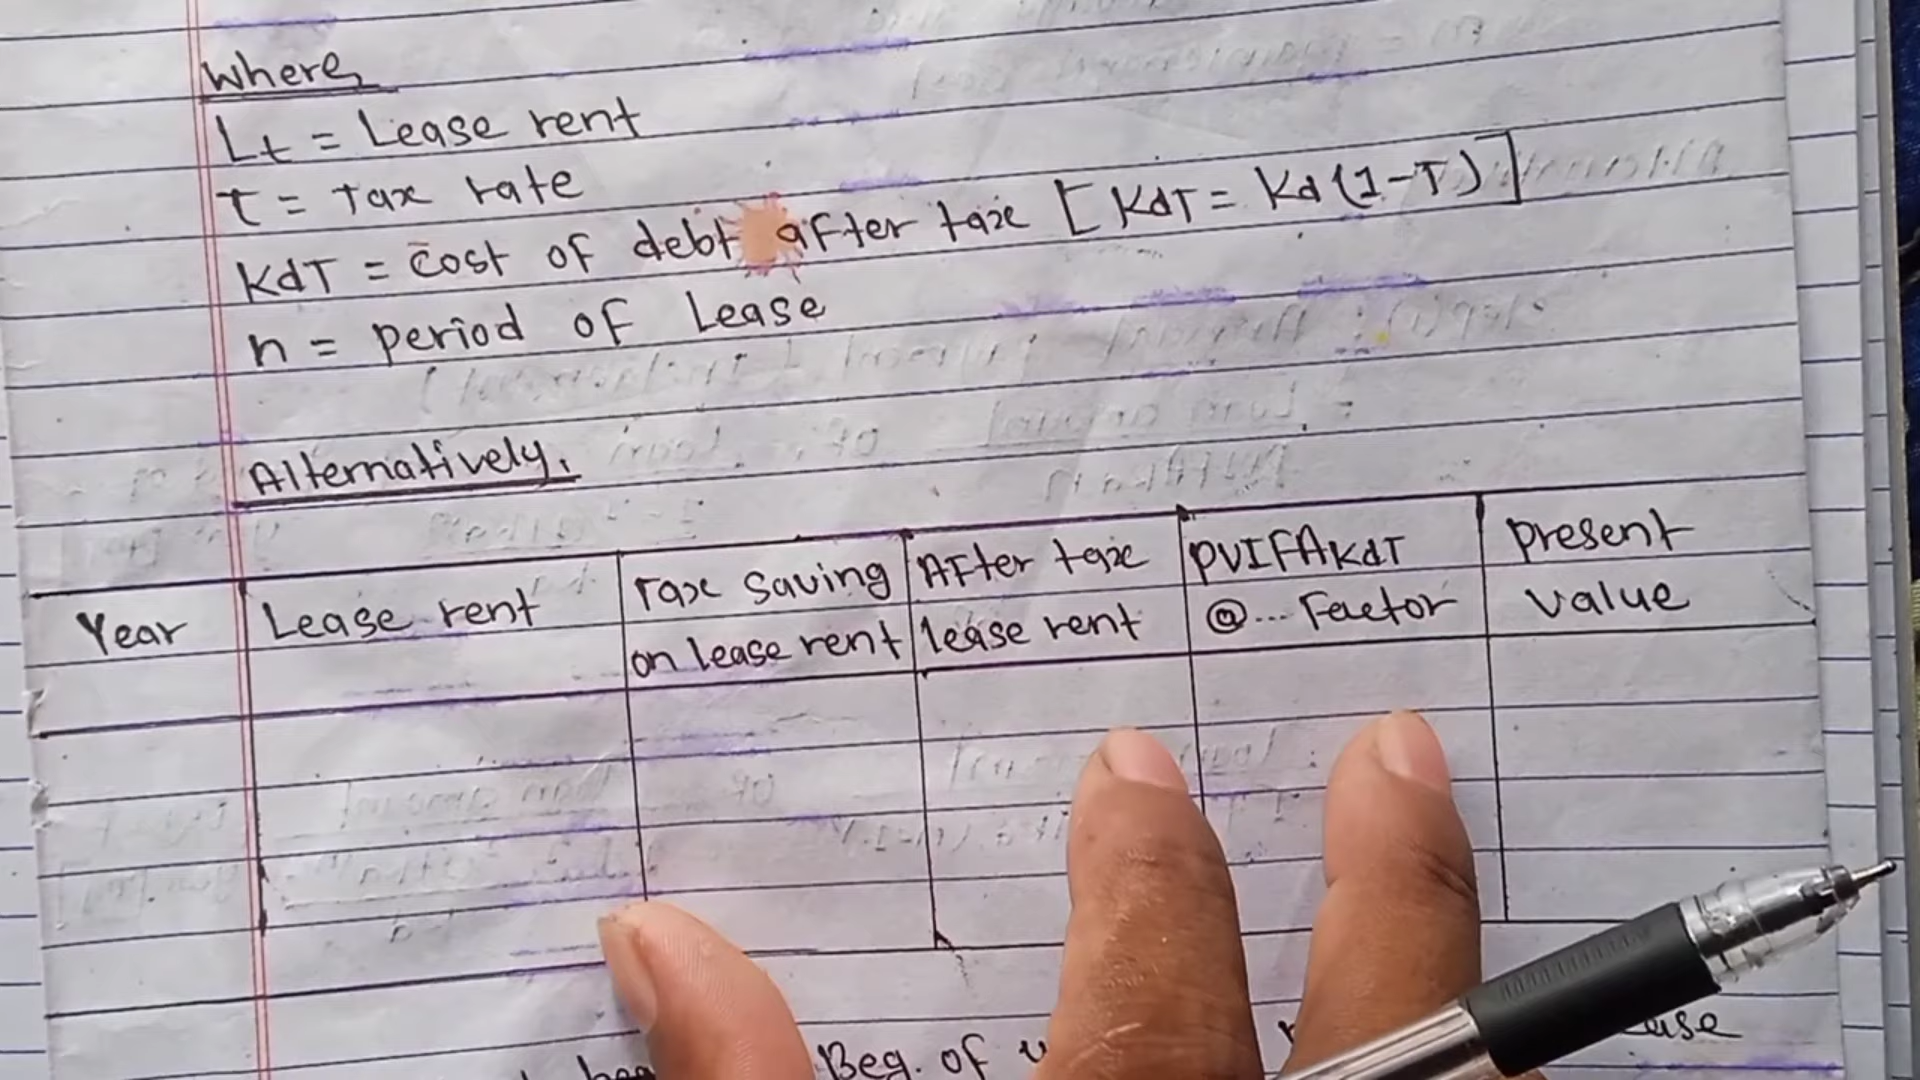 Where,
Lt = Lease rent
t = Tax rate
KdT = cost of debt after tax [KdT = Kd (1-T)]
n = period of Lease
Alternatively,
Year
Lease rent
Tax saving
on lease rent
After tax
lease rent
PVIFAKdT
@... Factor
present
value
Beg. of